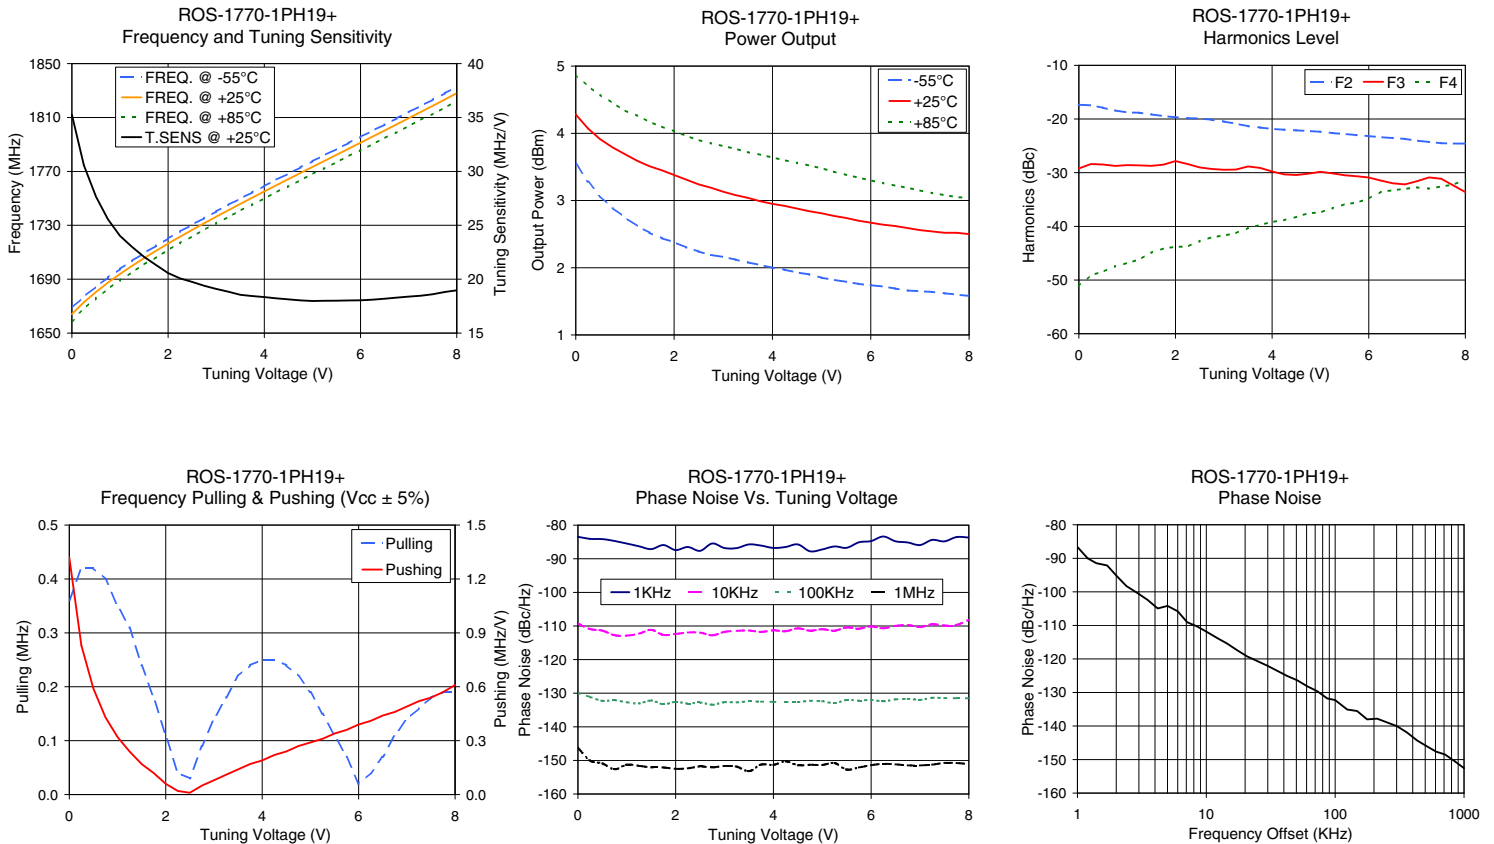 ROS-1770-1PH19+
Frequency and Tuning Sensitivity
1850
1810
1770
1730
1690
1650
Frequency (MHz)
FREQ. @ -55°C
FREQ. @ +25°C
FREQ. @ +85°C
T.SENS @ +25°C
40
35
30
25
20
15
Tuning Sensitivity (MHz/V)
0 2 4 6 8
Tuning Voltage (V)
ROS-1770-1PH19+
Power Output
5
4
3
2
1
Output Power (dBm)
-55°C
+25°C
+85°C
0 2 4 6 8
Tuning Voltage (V)
ROS-1770-1PH19+
Harmonics Level
-10
-20
-30
-40
-50
-60
Harmonics (dBc)
F2 F3 F4
0 2 4 6 8
Tuning Voltage (V)
ROS-1770-1PH19+
Frequency Pulling & Pushing (Vcc ± 5%)
0.5
0.4
0.3
0.2
0.1
0.0
Pulling (MHz)
Pulling
Pushing
1.5
1.2
0.9
0.6
0.3
0.0
Pushing (MHz/V)
0 2 4 6 8
Tuning Voltage (V)
ROS-1770-1PH19+
Phase Noise Vs. Tuning Voltage
-80
-90
-100
-110
-120
-130
-140
-150
-160
Phase Noise (dBc/Hz)
1KHz 10KHz 100KHz 1MHz
0 2 4 6 8
Tuning Voltage (V)
ROS-1770-1PH19+
Phase Noise
-80
-90
-100
-110
-120
-130
-140
-150
-160
Phase Noise (dBc/Hz)
1 10 100 1000
Frequency Offset (KHz)